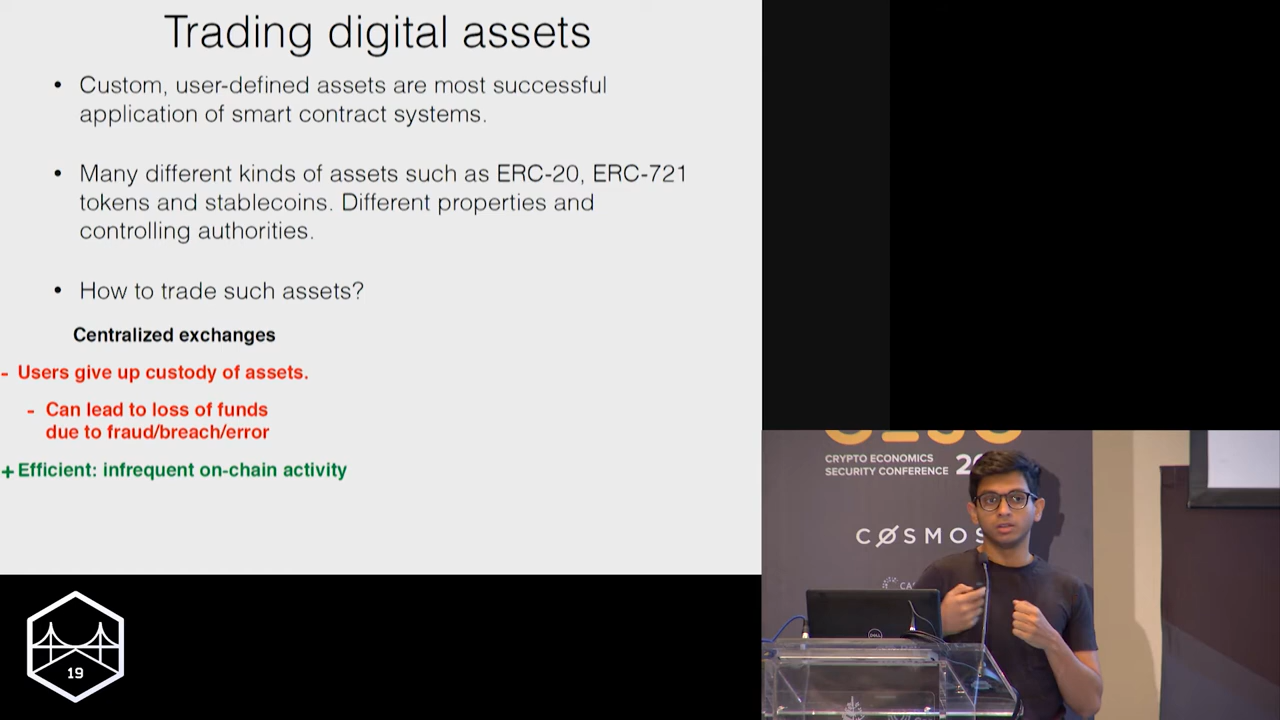 Trading digital assets
• Custom, user-defined assets are most successful
application of smart contract systems.
• Many different kinds of assets such as ERC-20, ERC-721
tokens and stablecoins. Different properties and
controlling authorities.
• How to trade such assets?
Centralized exchanges
- Users give up custody of assets.
- Can lead to loss of funds
due to fraud/breach/error
+ Efficient: infrequent on-chain activity
CRYPTO ECONOMICS
SECURITY CONFERENCE
CØSMOS
DELL
19